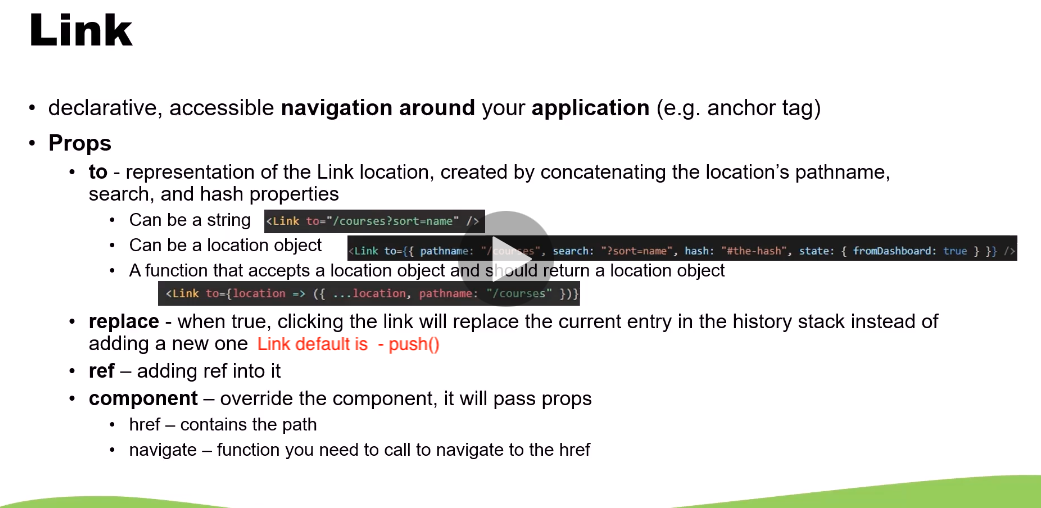 Link
• declarative, accessible navigation around your application (e.g. anchor tag)
• Props
• to - representation of the Link location, created by concatenating the location's pathname,
search, and hash properties
• Can be a string <Link to="/courses?sort=name" />
• Can be a location object <Link to={{ pathname: "/courses", search: "?sort=name", hash: "#the-hash", state: { fromDashboard: true } }} />
• A function that accepts a location object and should return a location object
<Link to={location => ({ ...location, pathname: "/courses" })}
• replace - when true, clicking the link will replace the current entry in the history stack instead of
adding a new one Link default is - push()
• ref – adding ref into it
• component – override the component, it will pass props
• href – contains the path
• navigate – function you need to call to navigate to the href